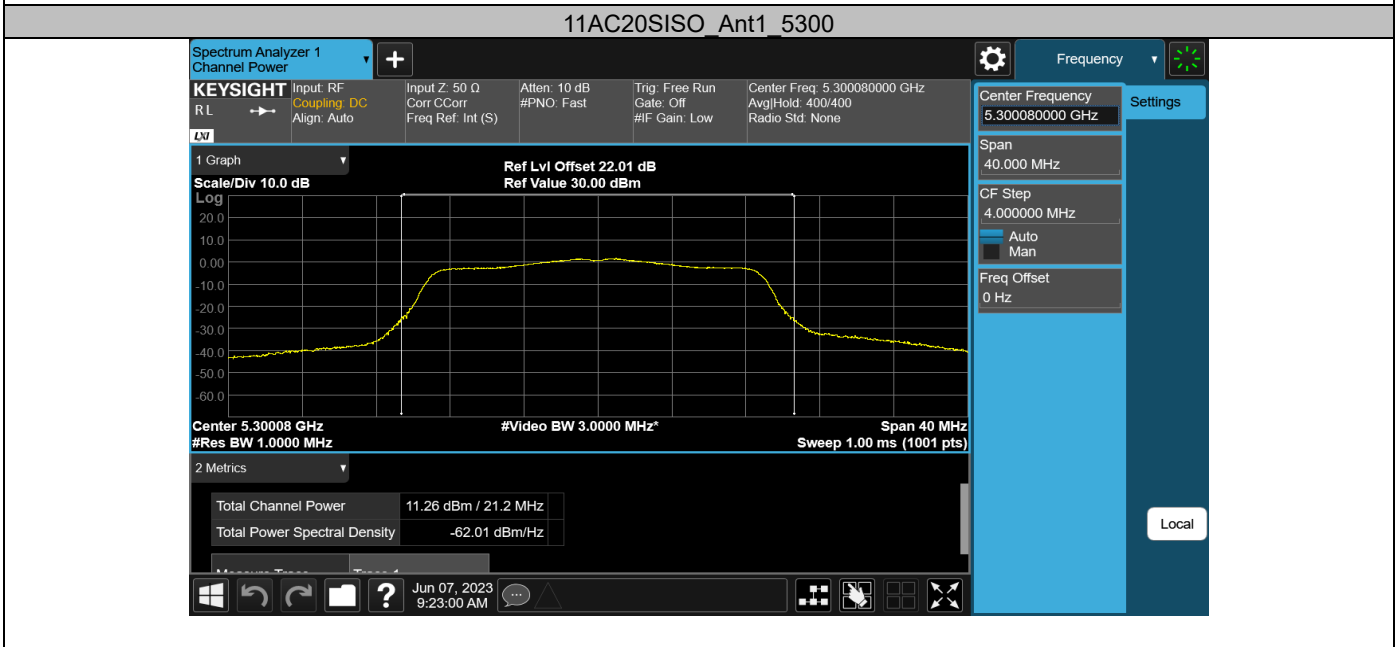 11AC20SISO_Ant1_5300
Spectrum Analyzer 1
Channel Power
Frequency
KEYSIGHT
RL
LXI
Input: RF
Coupling: DC
Align: Auto
Input Z: 50 Ω
Corr CCorr
Freq Ref: Int (S)
Atten: 10 dB
#PNO: Fast
Trig: Free Run
Gate: Off
#IF Gain: Low
Center Freq: 5.300080000 GHz
Avg|Hold: 400/400
Radio Std: None
Center Frequency
5.300080000 GHz
Settings
Span
40.000 MHz
CF Step
4.000000 MHz
Auto
Man
Freq Offset
0 Hz
Local
1 Graph
Scale/Div 10.0 dB
Ref Lvl Offset 22.01 dB
Ref Value 30.00 dBm
Log
20.0
10.0
0.00
-10.0
-20.0
-30.0
-40.0
-50.0
-60.0
Center 5.30008 GHz
#Video BW 3.0000 MHz*
Span 40 MHz
#Res BW 1.0000 MHz
Sweep 1.00 ms (1001 pts)
2 Metrics
Total Channel Power 11.26 dBm / 21.2 MHz
Total Power Spectral Density -62.01 dBm/Hz
Measure Trace Trace 1
?
Jun 07, 2023
9:23:00 AM